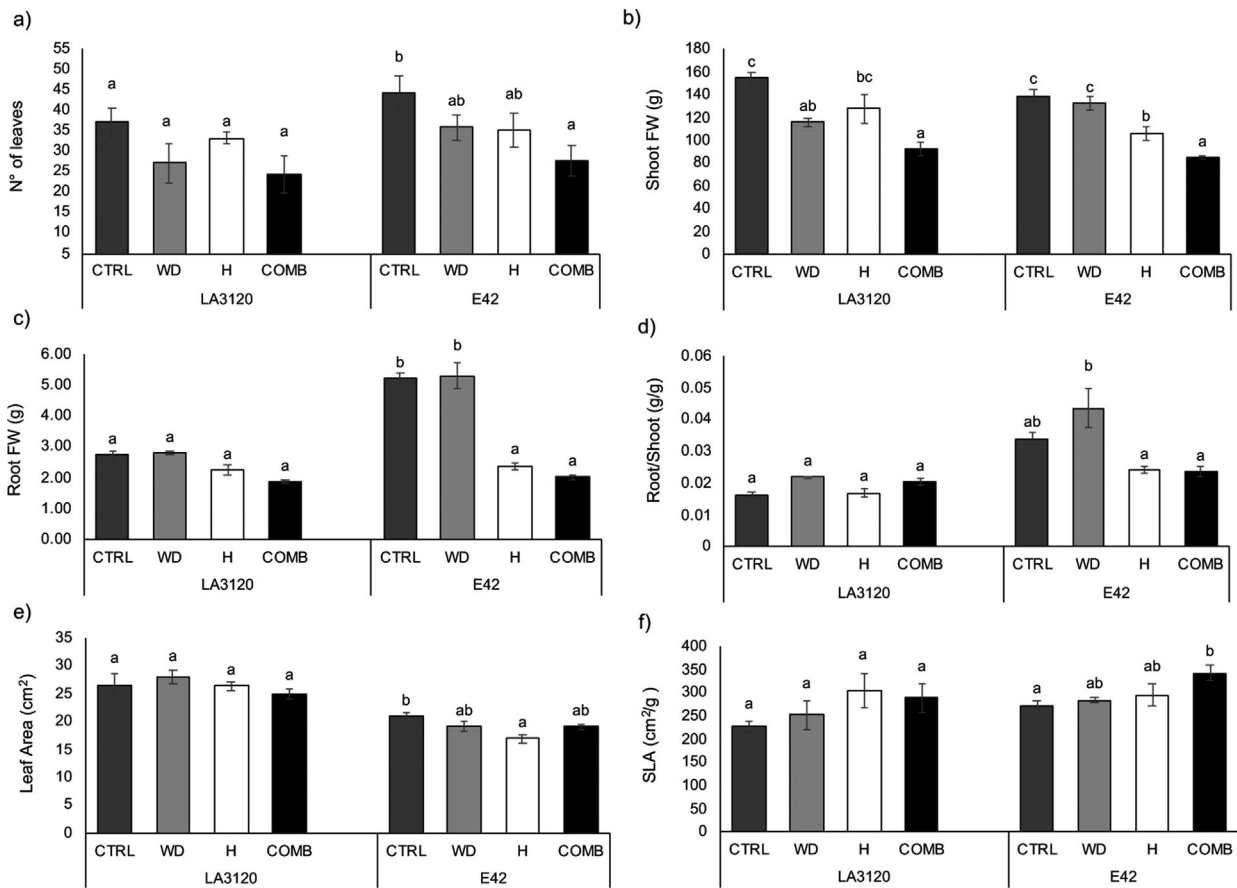 a)
N° of leaves
55
50
45
40
35
30
25
20
15
10
5
a
a
a
a
b
ab
ab
a
CTRL WD H COMB CTRL WD H COMB
LA3120 E42
b)
Shoot FW (g)
180
160
140
120
100
80
60
40
20
0
c
ab
bc
a
c
c
b
a
CTRL WD H COMB CTRL WD H COMB
LA3120 E42
c)
Root FW (g)
6.00
5.00
4.00
3.00
2.00
1.00
0.00
a
a
a
a
b
b
a
a
CTRL WD H COMB CTRL WD H COMB
LA3120 E42
d)
Root/Shoot (g/g)
0.06
0.05
0.04
0.03
0.02
0.01
0
a
a
a
a
ab
b
a
a
CTRL WD H COMB CTRL WD H COMB
LA3120 E42
e)
Leaf Area (cm²)
35
30
25
20
15
10
5
0
a
a
a
a
b
ab
a
ab
CTRL WD H COMB CTRL WD H COMB
LA3120 E42
f)
SLA (cm²/g)
400
350
300
250
200
150
100
50
0
a
a
a
a
a
ab
ab
b
CTRL WD H COMB CTRL WD H COMB
LA3120 E42